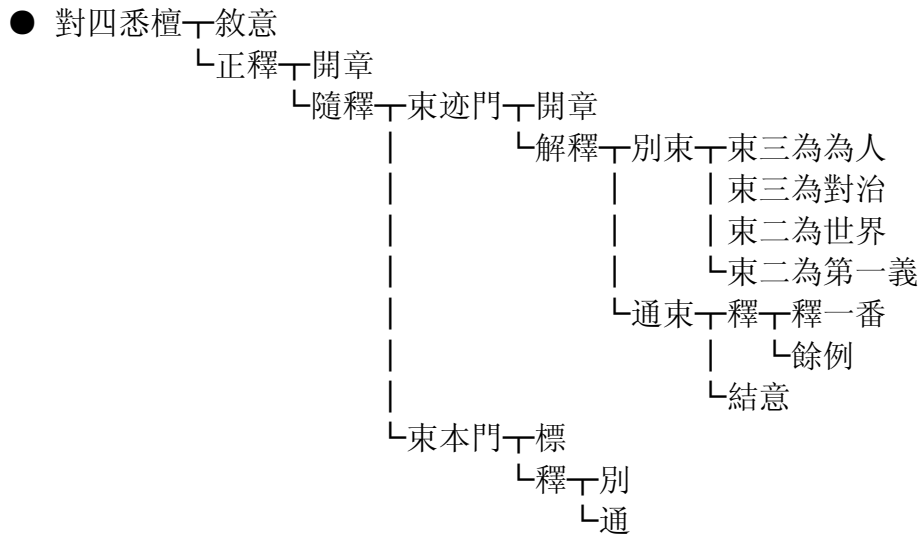 ● 對四悉檀┬敘意
└正釋┬開章
└隨釋┬束迹門┬開章
│ └解釋┬別束┬束三為為人
│ │ │束三為對治
│ │ │束二為世界
│ │ └束二為第一義
│ └通束┬釋┬釋一番
│ │ └餘例
│ └結意
└束本門┬標
└釋┬別
└通